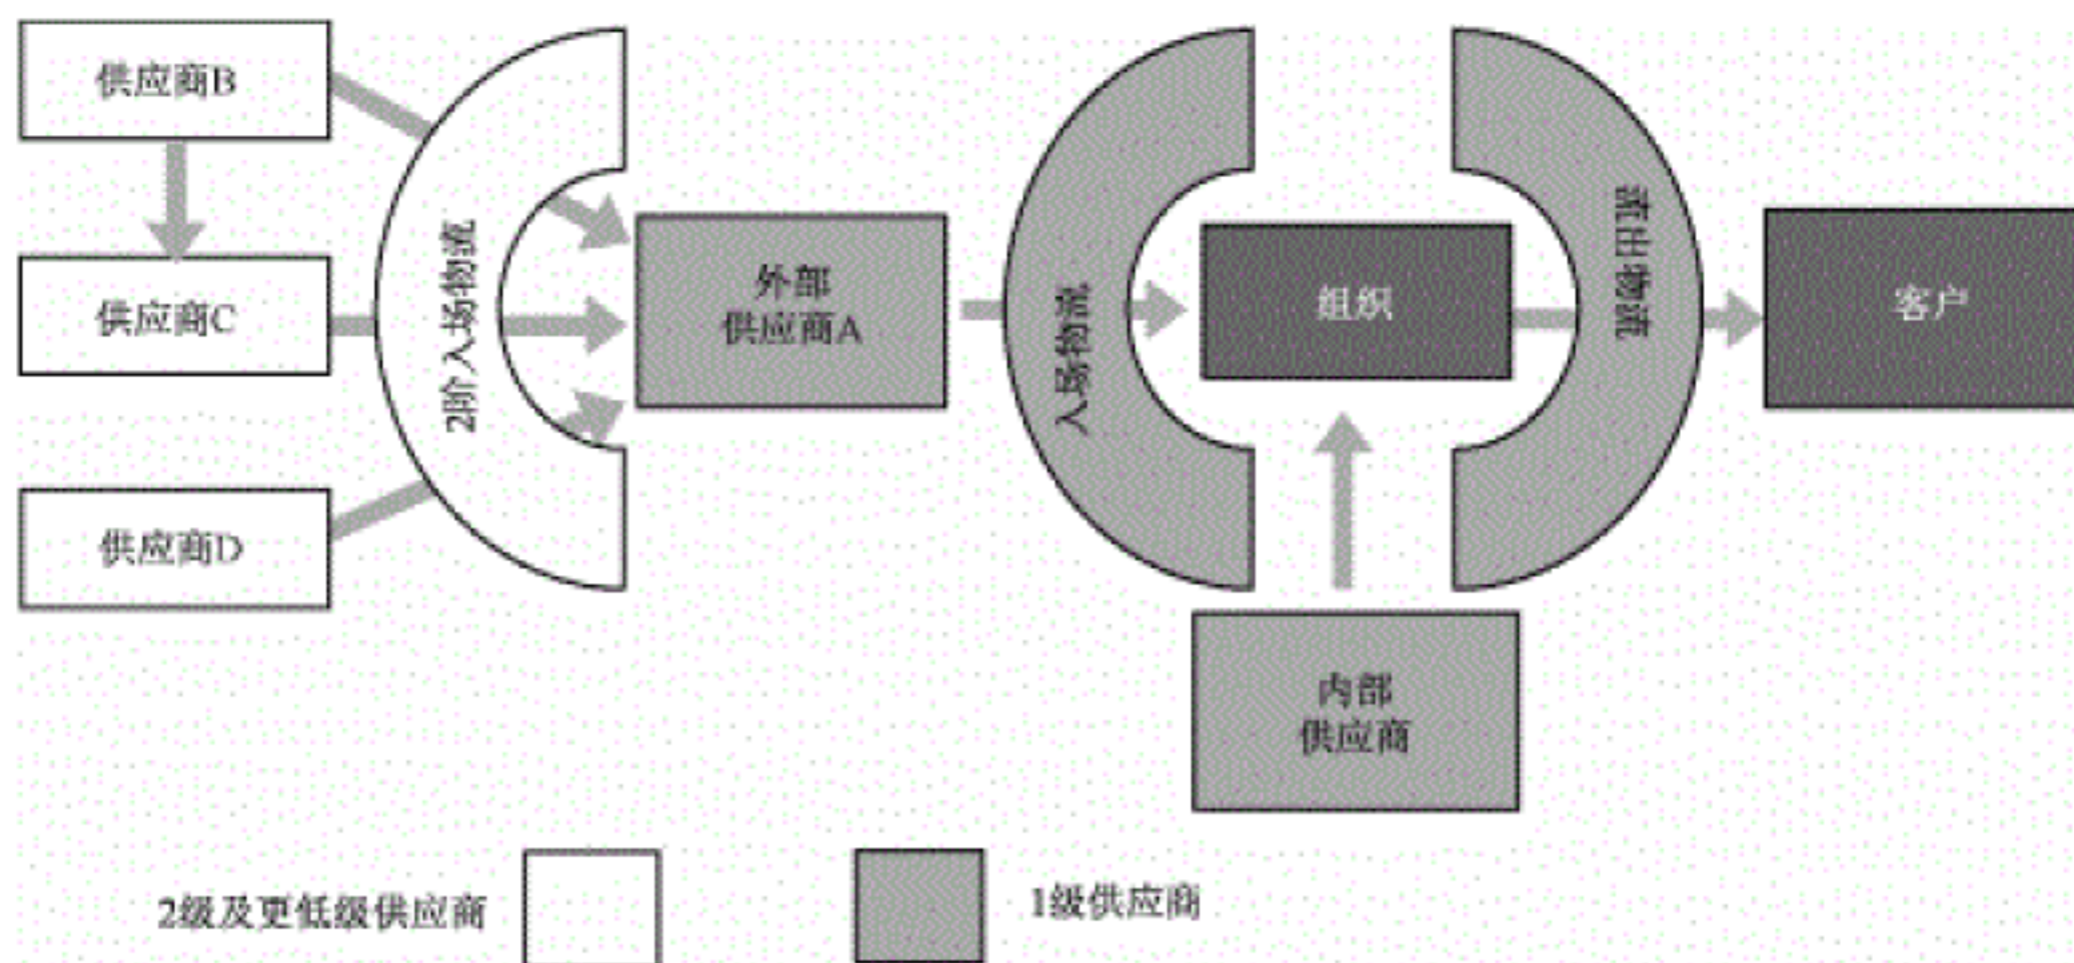 供应商B
供应商C
供应商D
2阶入场物流
外部
供应商A
入场物流
组织
流出物流
客户
内部
供应商
2级及更低级供应商
1级供应商